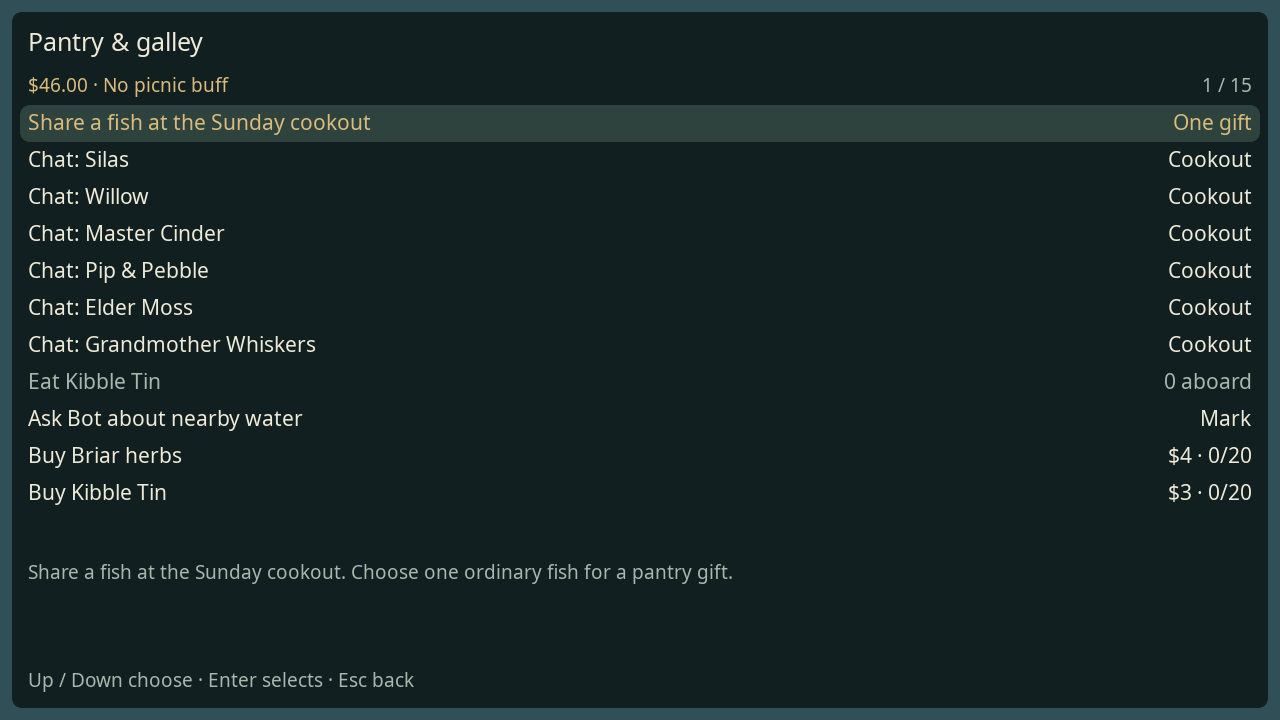 Pantry & galley
$46.00 · No picnic buff 1 / 15
Share a fish at the Sunday cookout One gift
Chat: Silas Cookout
Chat: Willow Cookout
Chat: Master Cinder Cookout
Chat: Pip & Pebble Cookout
Chat: Elder Moss Cookout
Chat: Grandmother Whiskers Cookout
Eat Kibble Tin 0 aboard
Ask Bot about nearby water Mark
Buy Briar herbs $4 · 0/20
Buy Kibble Tin $3 · 0/20
Share a fish at the Sunday cookout. Choose one ordinary fish for a pantry gift.
Up / Down choose · Enter selects · Esc back